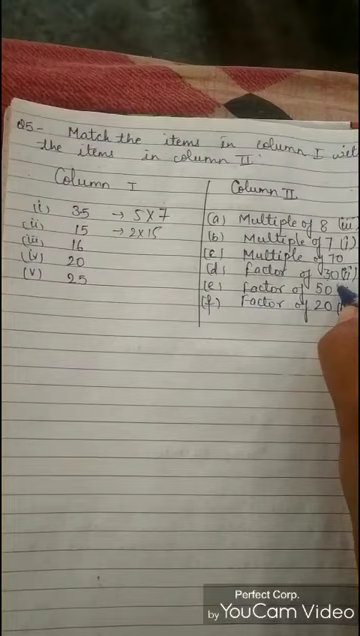 Q5- Match the items in column I with
the items in column II.
Column I
(i) 35 → 5×7
(ii) 15 → 2×15
(iii) 16
(iv) 20
(v) 25
Column II
(a) Multiple of 8 (iii)
(b) Multiple of 7 (i)
(c) Multiple of 70
(d) Factor of 30 (ii)
(e) Factor of 50
(f) Factor of 20
Perfect Corp.
by YouCam Video